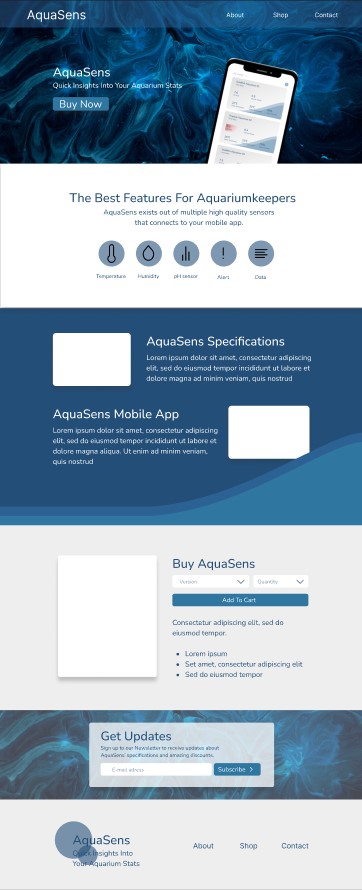 AquaSens
About
Shop
Contact
AquaSens
Quick Insights Into Your Aquarium Stats
Buy Now
The Best Features For Aquariumkeepers
AquaSens exists out of multiple high quality sensors
that connects to your mobile app.
Temperature
Humidity
pH sensor
Alert
Data
AquaSens Specifications
Lorem ipsum dolor sit amet, consectetur adipiscing
elit, sed do eiusmod tempor incididunt ut labore et
dolore magna ad minim veniam, quis nostrud
AquaSens Mobile App
Lorem ipsum dolor sit amet, consectetur adipiscing
elit, sed do eiusmod tempor incididunt ut labore et
dolore magna aliqua. Ut enim ad minim veniam,
quis nostrud
Buy AquaSens
Version
Quantity
Add To Cart
Consectetur adipiscing elit, sed do
eiusmod tempor.
• Lorem ipsum
• Set amet, consectetur adipiscing elit
• Sed do eiusmod tempor
Get Updates
Sign up to our Newsletter to receive updates about
AquaSens' specifications and amazing discounts.
E-mail adress
Subscribe
AquaSens
Quick Insights Into
Your Aquarium Stats
About
Shop
Contact